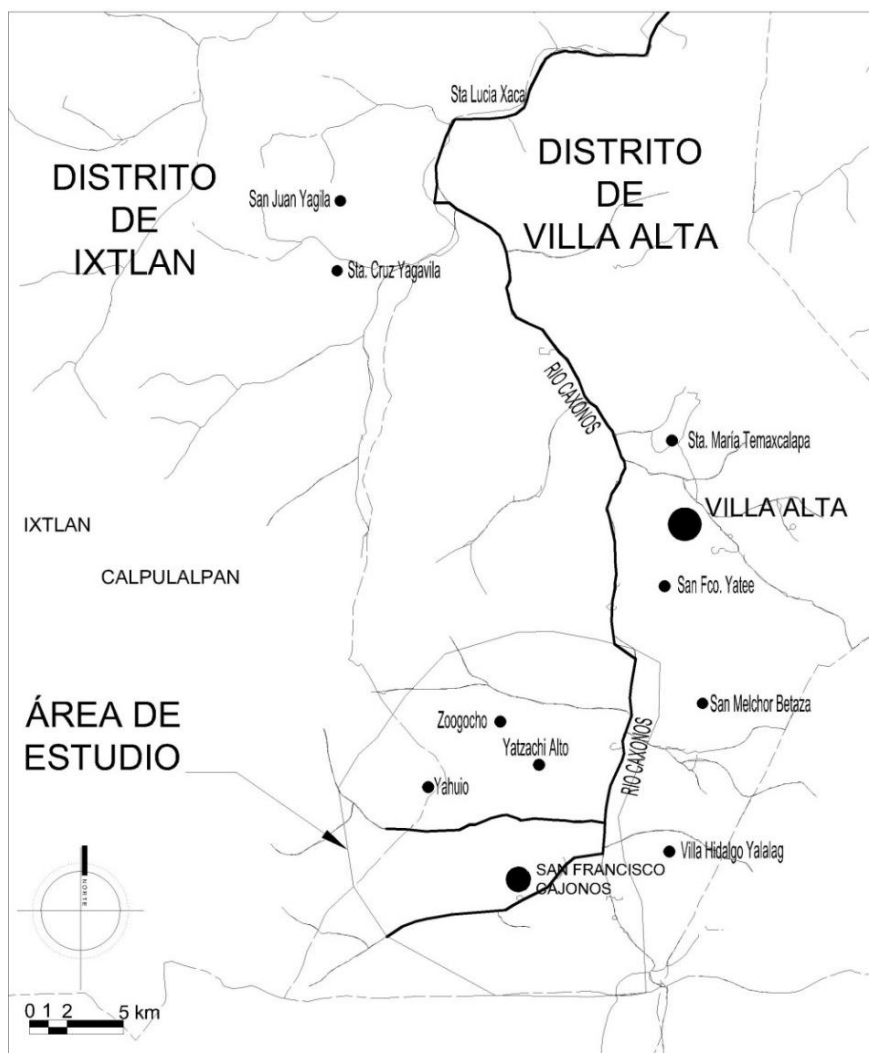 Sta Lucia Xaca
DISTRITO
DE
IXTLAN
DISTRITO
DE
VILLA ALTA
San Juan Yagila
Sta. Cruz Yagavila
RIO CAXONOS
Sta. María Temaxcalapa
VILLA ALTA
IXTLAN
CALPULALPAN
San Fco. Yatee
ÁREA DE
ESTUDIO
San Melchor Betaza
Zoogocho
Yatzachi Alto
RIO CAXONOS
Yahuio
Villa Hidalgo Yalalag
SAN FRANCISCO
CAJONOS
NORTE
0 1 2 5 km